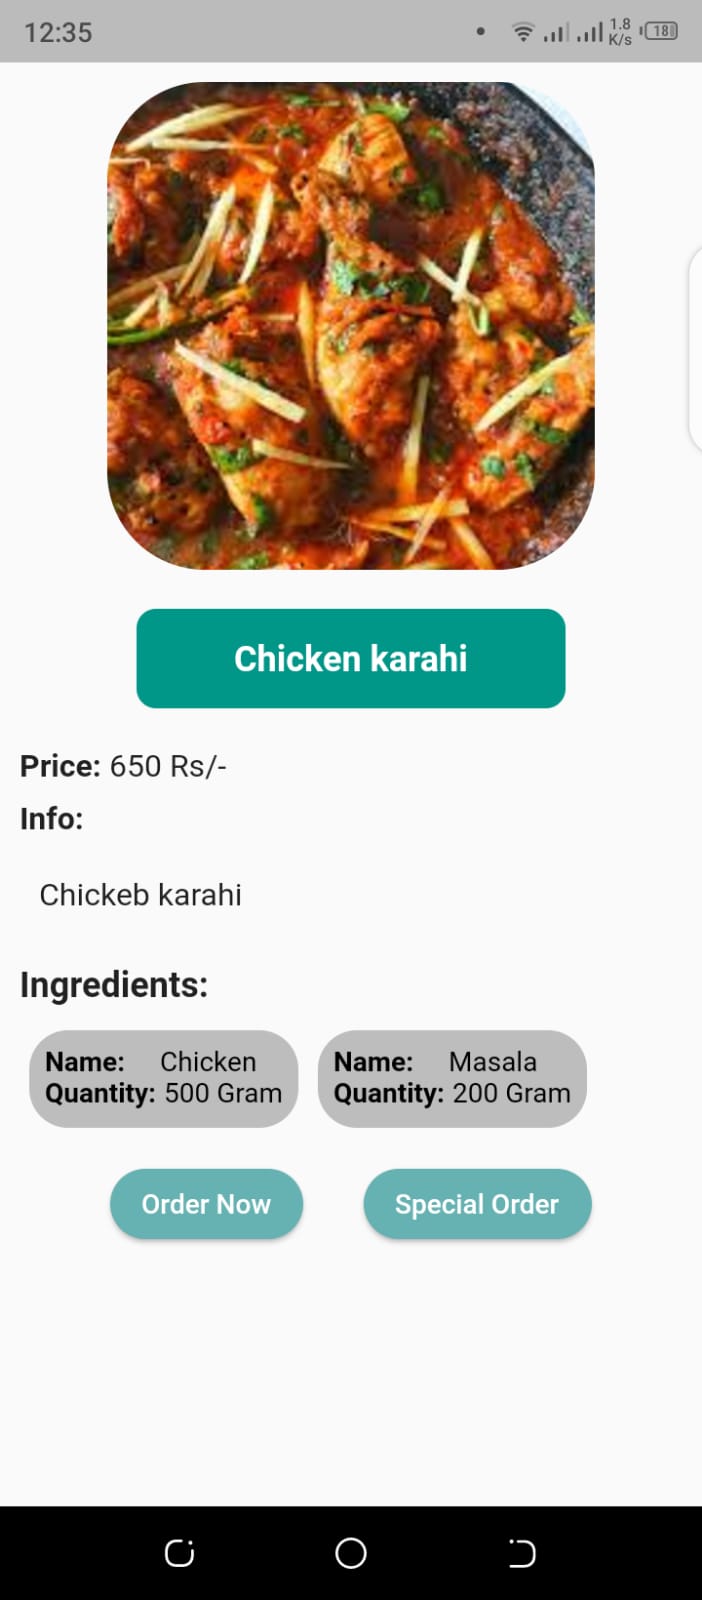 12:35
1.8
K/s
18
Chicken karahi
Price: 650 Rs/-
Info:
Chickeb karahi
Ingredients:
Name: Chicken
Quantity: 500 Gram
Name: Masala
Quantity: 200 Gram
Order Now
Special Order